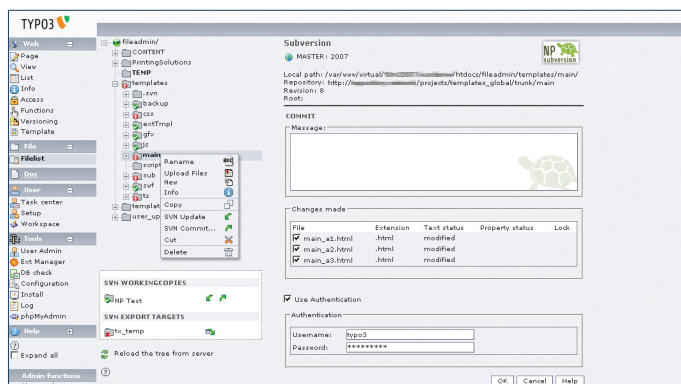 TYPO3
Web
Page
View
List
Info
Access
Functions
Versioning
Template
File
Filelist
Doc
User
Task center
Setup
Workspace
Tools
User Admin
Ext Manager
DB check
Configuration
Install
Log
phpMyAdmin
Help
Expand all
Admin functions
fileadmin/
CONTENT
PrintingSolutions
TEMP
templates
.svn
backup
css
extTmpl
gfx
js
main
script
sub
swf
ts
templat
user_up
Rename
Upload Files
New
Info
Copy
SVN Update
SVN Commit...
Cut
Delete
SVN WORKINGCOPIES
NP Test
SVN EXPORT TARGETS
tx_temp
Reload the tree from server
Subversion
NP
subversion
MASTER: 2007
Local path: /var/www/virtual/ /htdocs/fileadmin/templates/main/
Repository: http:// /projects/templates_global/trunk/main
Revision: 8
Root:
COMMIT
Message:
Changes made
File Extension Text status Property status Lock
main_a1.html .html modified
main_a2.html .html modified
main_a3.html .html modified
Use Authentication
Authentication
Username: typo3
Password: *********
OK Cancel Help